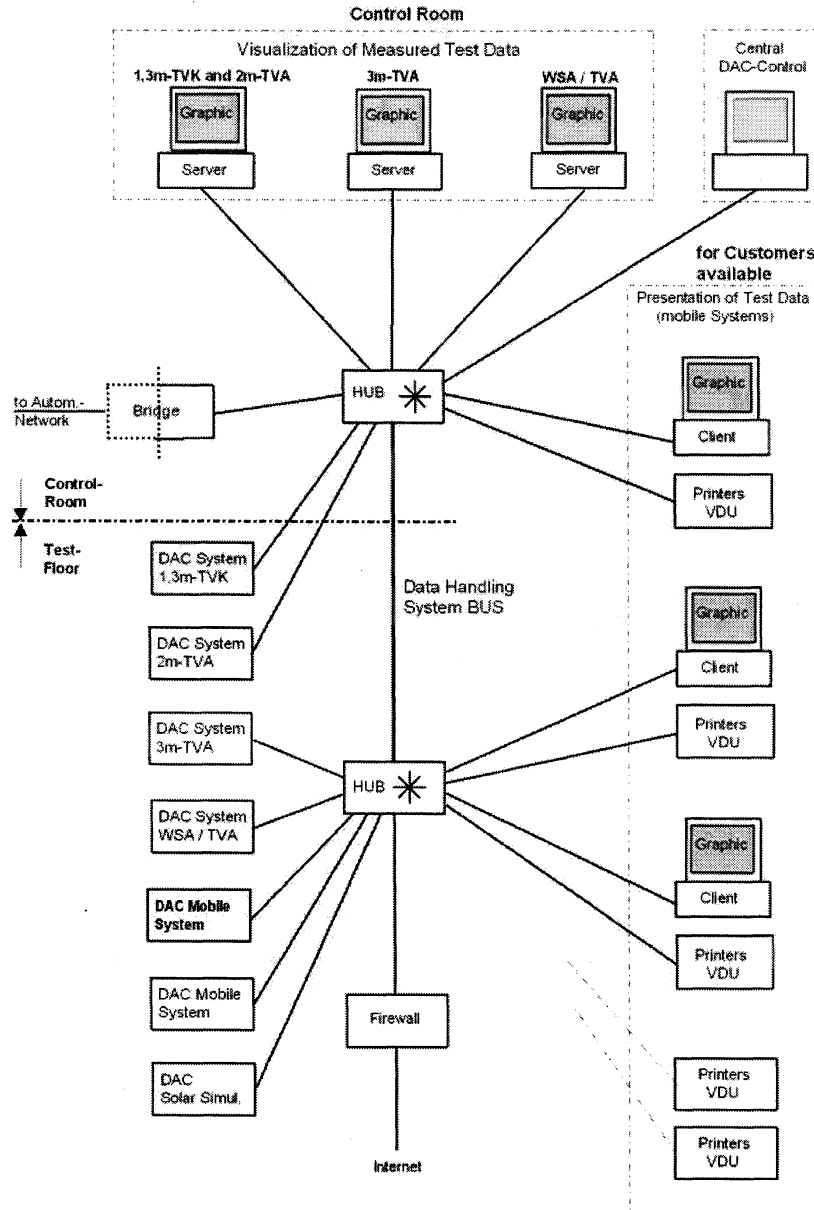 Control Room
Visualization of Measured Test Data
Central
DAC-Control
1,3m-TVK and 2m-TVA
3m-TVA
WSA / TVA
Graphic
Graphic
Graphic
Server
Server
Server
for Customers
available
Presentation of Test Data
(mobile Systems)
Graphic
Client
Printers
VDU
HUB
to Autom.-
Network
Bridge
Control-
Room
Test-
Floor
DAC System
1,3m-TVK
Data Handling
System BUS
DAC System
2m-TVA
Graphic
Client
Printers
VDU
DAC System
3m-TVA
HUB
DAC System
WSA / TVA
Graphic
Client
DAC Mobile
System
Printers
VDU
DAC Mobile
System
Firewall
DAC
Solar Simul.
Printers
VDU
Printers
VDU
Internet